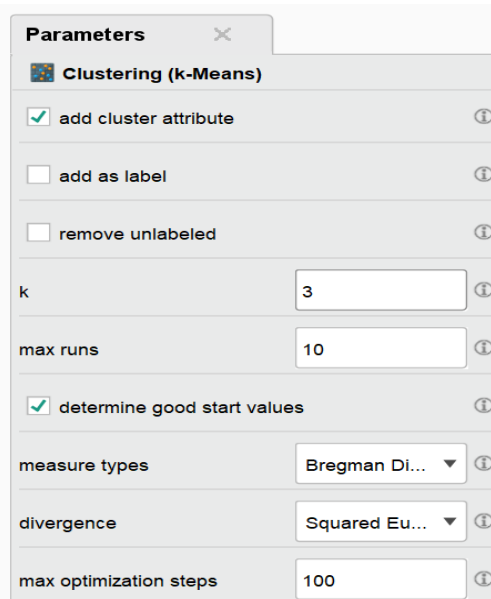 Parameters
Clustering (k-Means)
add cluster attribute
add as label
remove unlabeled
k 3
max runs 10
determine good start values
measure types Bregman Di...
divergence Squared Eu...
max optimization steps 100